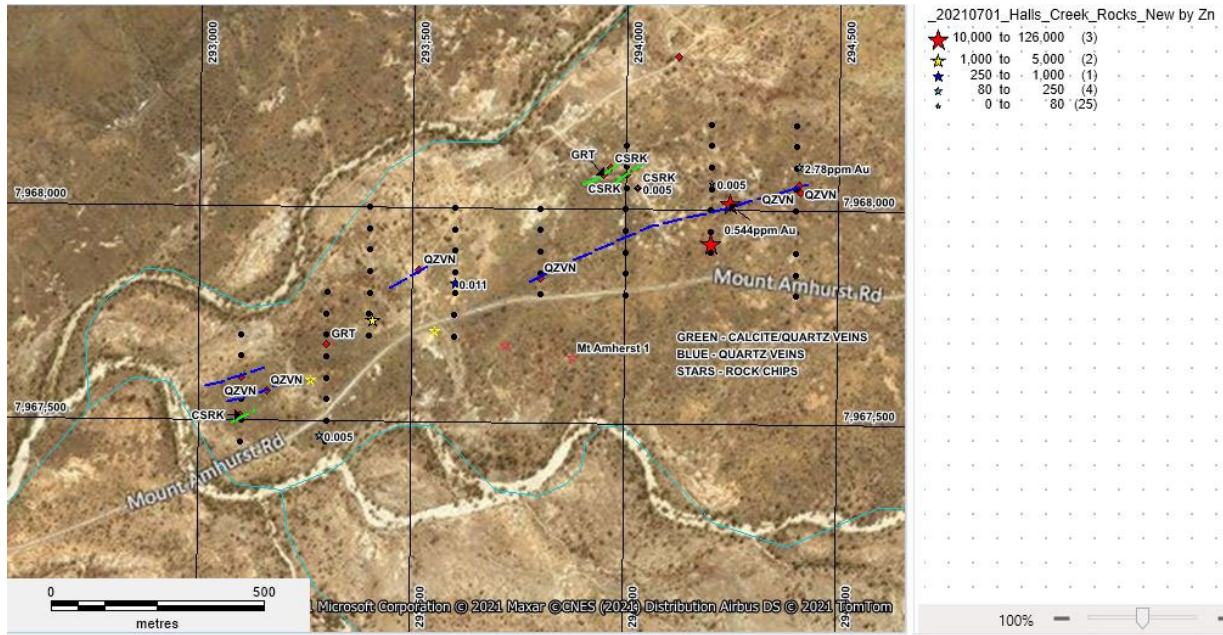 _20210701_Halls_Creek_Rocks_New by Zn
10,000 to 126,000 (3)
1,000 to 5,000 (2)
250 to 1,000 (1)
80 to 250 (4)
0 to 80 (25)
293,000
293,500
294,000
294,500
GRT
CSRK
CSRK
CSRK
0.005
0.005
2.78ppm Au
7,968,000
7,968,000
QZVN
QZVN
0.544ppm Au
QZVN
0.011
QZVN
Mount Amhurst Rd
GRT
Mt Amherst 1
GREEN - CALCITE/QUARTZ VEINS
BLUE - QUARTZ VEINS
STARS - ROCK CHIPS
QZVN
QZVN
7,967,500
7,967,500
CSRK
0.005
Mount Amhurst Rd
0
500
metres
293,000
294,000
Microsoft Corporation © 2021 Maxar ©CNES (2021) Distribution Airbus DS © 2021 TomTom
100%